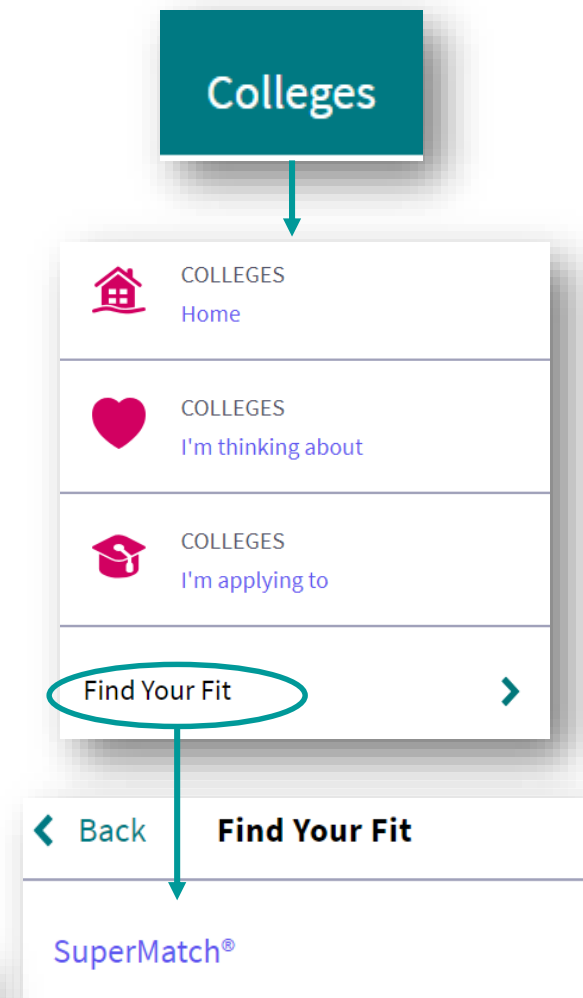 Colleges
COLLEGES
Home
COLLEGES
I'm thinking about
COLLEGES
I'm applying to
Find Your Fit
Back Find Your Fit
SuperMatch®